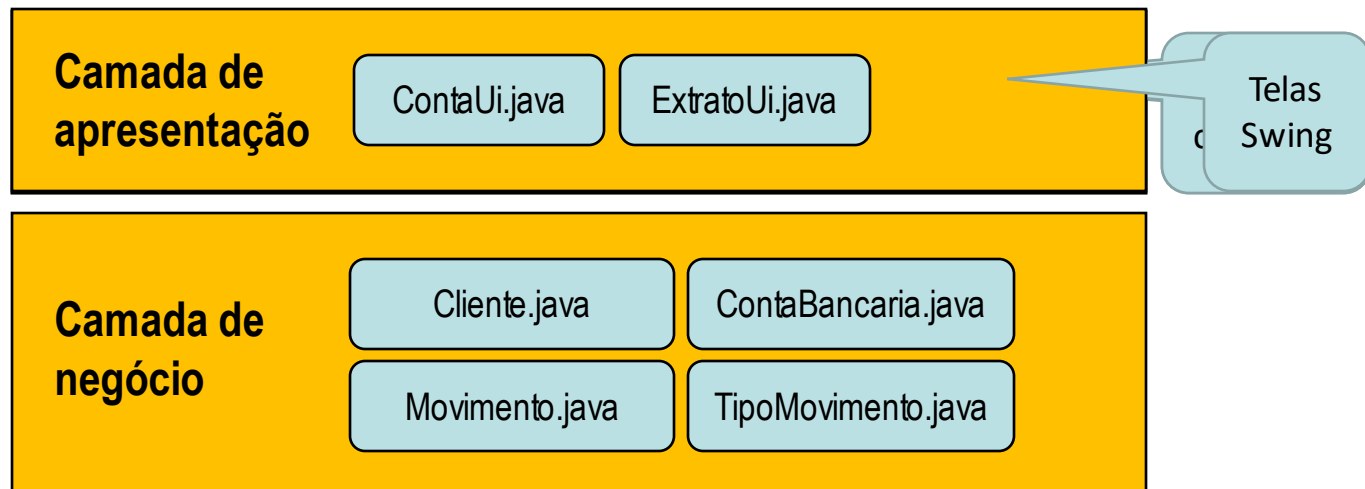 Camada de
apresentação
ContaUi.java
ExtratoUi.java
Telas
Swing
Camada de
negócio
Cliente.java
ContaBancaria.java
Movimento.java
TipoMovimento.java